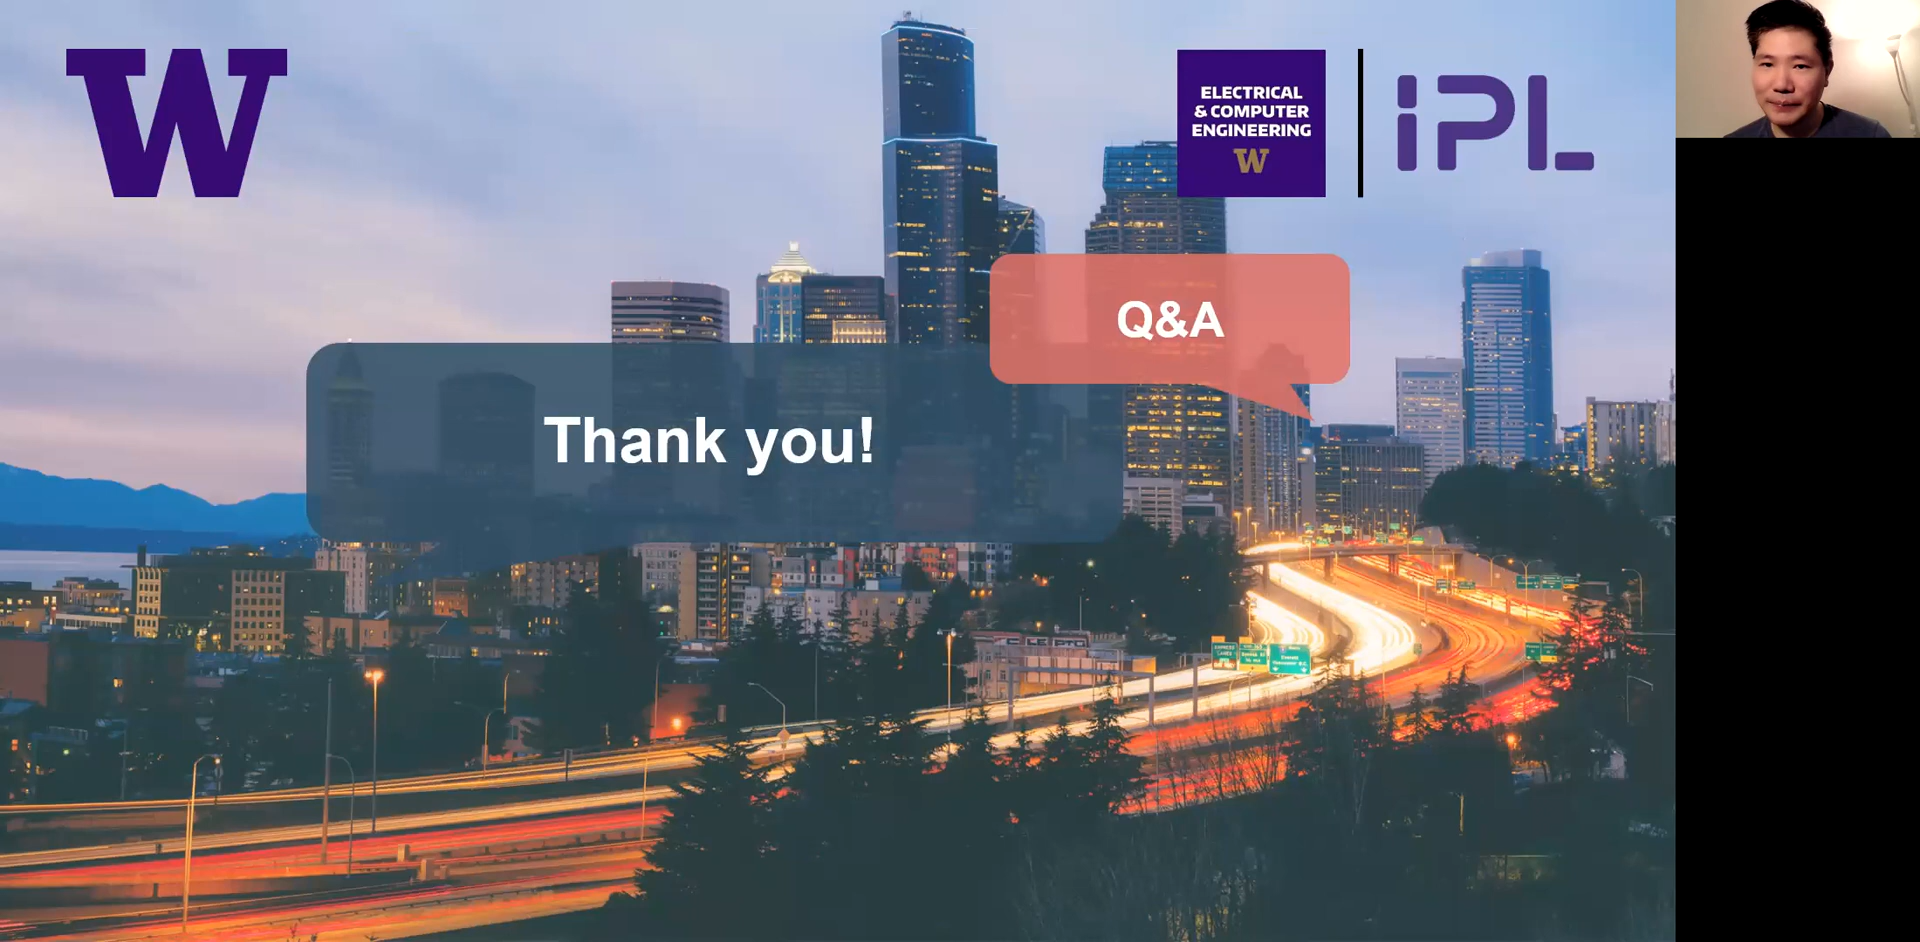 W
ELECTRICAL
& COMPUTER
ENGINEERING
W
iPL
Q&A
Thank you!